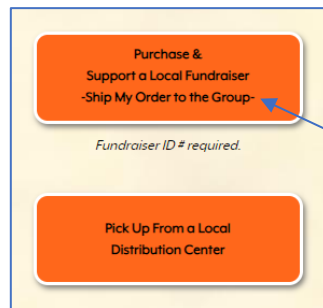 Purchase &
Support a Local Fundraiser
-Ship My Order to the Group-
Fundraiser ID # required.
Pick Up From a Local
Distribution Center